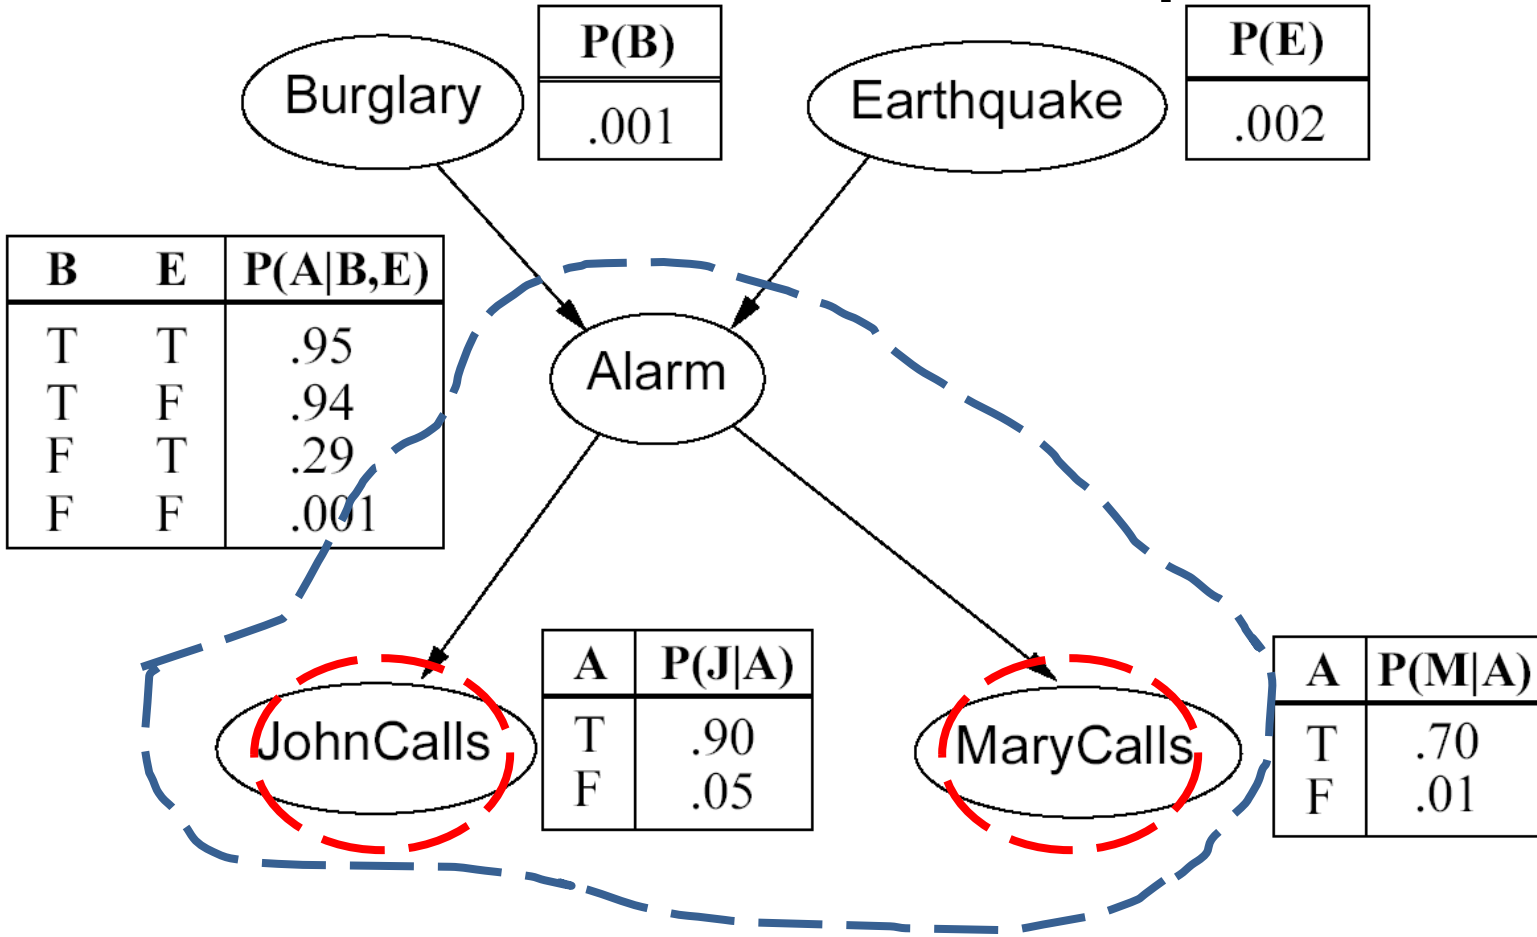 Burglary
P(B)
.001
Earthquake
P(E)
.002
B E P(A|B,E)
T T .95
T F .94
F T .29
F F .001
Alarm
JohnCalls
A P(J|A)
T .90
F .05
MaryCalls
A P(M|A)
T .70
F .01